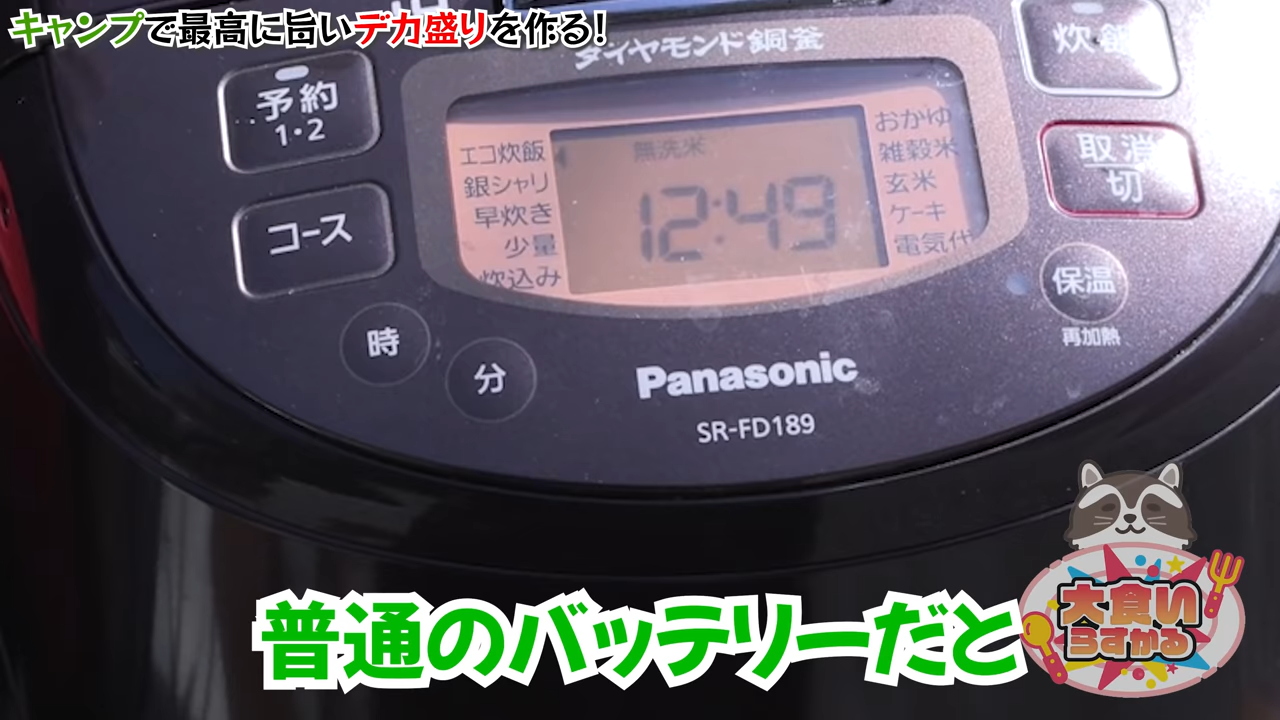 キャンプで最高に旨いデカ盛りを作る!
ダイヤモンド銅釜
予約
1・2
炊飯
エコ炊飯
銀シャリ
早炊き
少量
炊込み
無洗米
12:49
おかゆ
雑穀米
玄米
ケーキ
電気代
取消
切
コース
時
分
保温
再加熱
Panasonic
SR-FD189
普通のバッテリーだと
大食い
らすかる